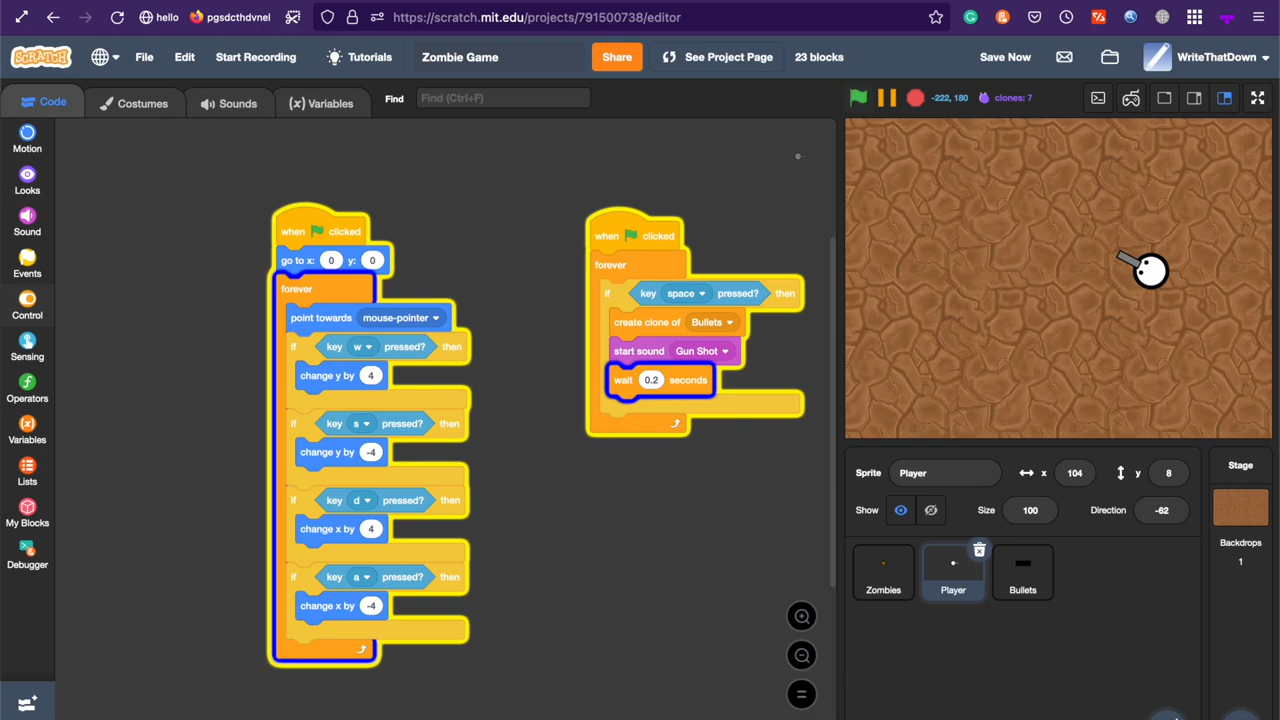 hello
pgsdcthdvnel
https://scratch.mit.edu/projects/791500738/editor
SCRATCH
File
Edit
Start Recording
Tutorials
Zombie Game
Share
See Project Page
23 blocks
Save Now
WriteThatDown
Code
Costumes
Sounds
(x) Variables
Find
Find (Ctrl+F)
-222, 180
clones: 7
Motion
Looks
Sound
Events
Control
Sensing
Operators
Variables
Lists
My Blocks
Debugger
when clicked
go to x: 0 y: 0
forever
point towards mouse-pointer
if key w pressed? then
change y by 4
if key s pressed? then
change y by -4
if key d pressed? then
change x by 4
if key a pressed? then
change x by -4
when clicked
forever
if key space pressed? then
create clone of Bullets
start sound Gun Shot
wait 0.2 seconds
Sprite Player x 104 y 8
Show Size 100 Direction -62
Zombies
Player
Bullets
Stage
Backdrops
1